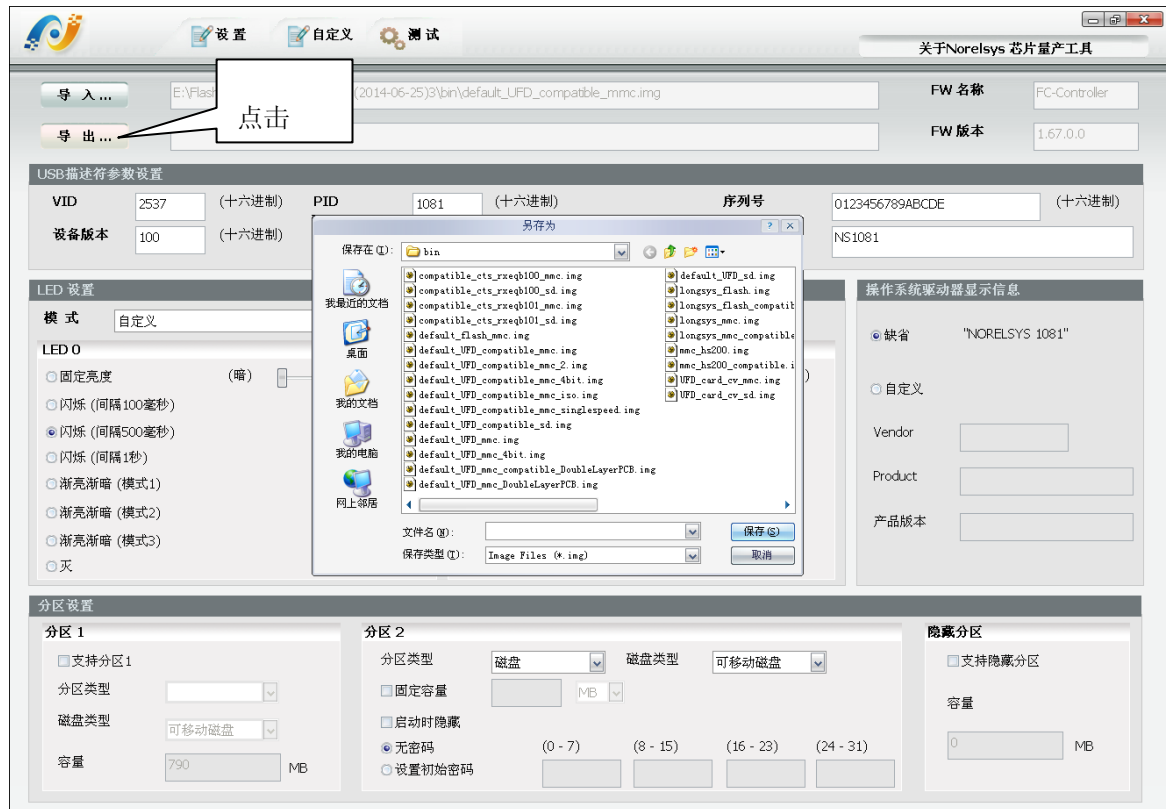 设 置 自定义 测 试
关于Norelsys 芯片量产工具
导 入 ... E:\Flas (2014-06-25)3\bin\default_UFD_compatible_mmc.img FW 名称 FC-Controller
点击
导 出 ... FW 版本 1.67.0.0
USB描述符参数设置
VID 2537 (十六进制) PID 1081 (十六进制) 序列号 0123456789ABCDE (十六进制)
设备版本 100 (十六进制) NS1081
另存为
保存在(I): bin
我最近的文档
桌面
我的文档
我的电脑
网上邻居
compatible_cts_rxeqb100_mmc.img
compatible_cts_rxeqb100_sd.img
compatible_cts_rxeqb101_mmc.img
compatible_cts_rxeqb101_sd.img
default_flash_mmc.img
default_UFD_compatible_mmc.img
default_UFD_compatible_mmc_2.img
default_UFD_compatible_mmc_4bit.img
default_UFD_compatible_mmc_iso.img
default_UFD_compatible_mmc_singlespeed.img
default_UFD_compatible_sd.img
default_UFD_mmc.img
default_UFD_mmc_4bit.img
default_UFD_mmc_compatible_DoubleLayerPCB.img
default_UFD_mmc_DoubleLayerPCB.img
default_UFD_sd.img
longsys_flash.img
longsys_flash_compatib
longsys_mmc.img
longsys_mmc_compatible
mmc_hs200.img
mmc_hs200_compatible.i
UFD_card_cv_mmc.img
UFD_card_cv_sd.img
文件名(N): 保存(S)
保存类型(T): Image Files (*.img) 取消
LED 设置
模 式 自定义
LED 0
固定亮度 (暗) )
闪烁 (间隔100毫秒)
闪烁 (间隔500毫秒)
闪烁 (间隔1秒)
渐亮渐暗 (模式1)
渐亮渐暗 (模式2)
渐亮渐暗 (模式3)
灭
操作系统驱动器显示信息
缺省 "NORELSYS 1081"
自定义
Vendor
Product
产品版本
分区设置
分区 1
支持分区1
分区类型
磁盘类型 可移动磁盘
容量 790 MB
分区 2
分区类型 磁盘 磁盘类型 可移动磁盘
固定容量 MB
启动时隐藏
无密码 (0 - 7) (8 - 15) (16 - 23) (24 - 31)
设置初始密码
隐藏分区
支持隐藏分区
容量
0 MB